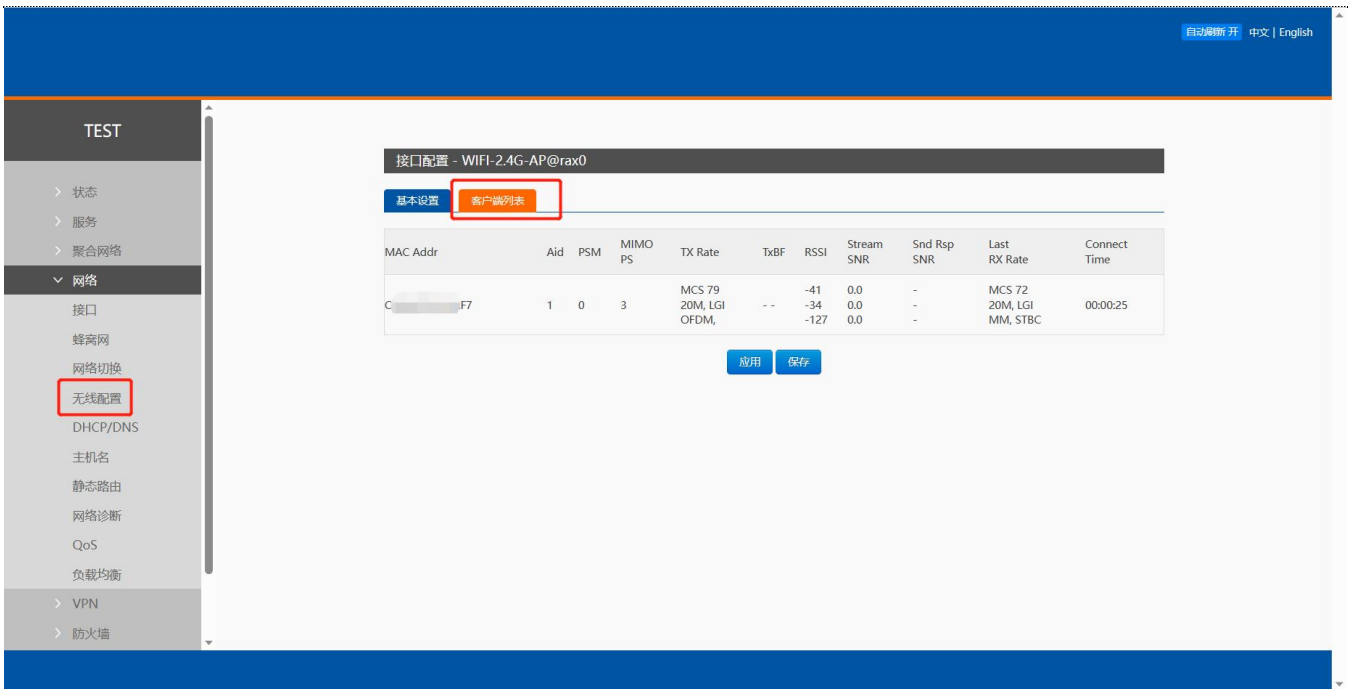 自动刷新 开 中文 | English
TEST
状态
服务
聚合网络
网络
接口
蜂窝网
网络切换
无线配置
DHCP/DNS
主机名
静态路由
网络诊断
QoS
负载均衡
VPN
防火墙
接口配置 - WIFI-2.4G-AP@rax0
基本设置 客户端列表
MAC Addr Aid PSM MIMO PS TX Rate TxBF RSSI Stream SNR Snd Rsp SNR Last RX Rate Connect Time
MCS 79 -41 0.0 - MCS 72
C :F7 1 0 3 20M, LGI - - -34 0.0 - 20M, LGI 00:00:25
OFDM, -127 0.0 - MM, STBC
应用 保存